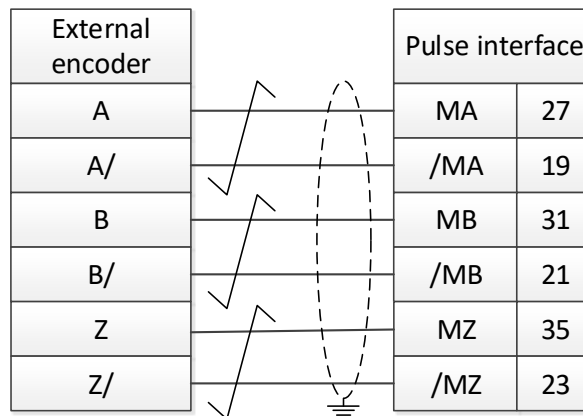 External
encoder
Pulse interface
A MA 27
A/ /MA 19
B MB 31
B/ /MB 21
Z MZ 35
Z/ /MZ 23